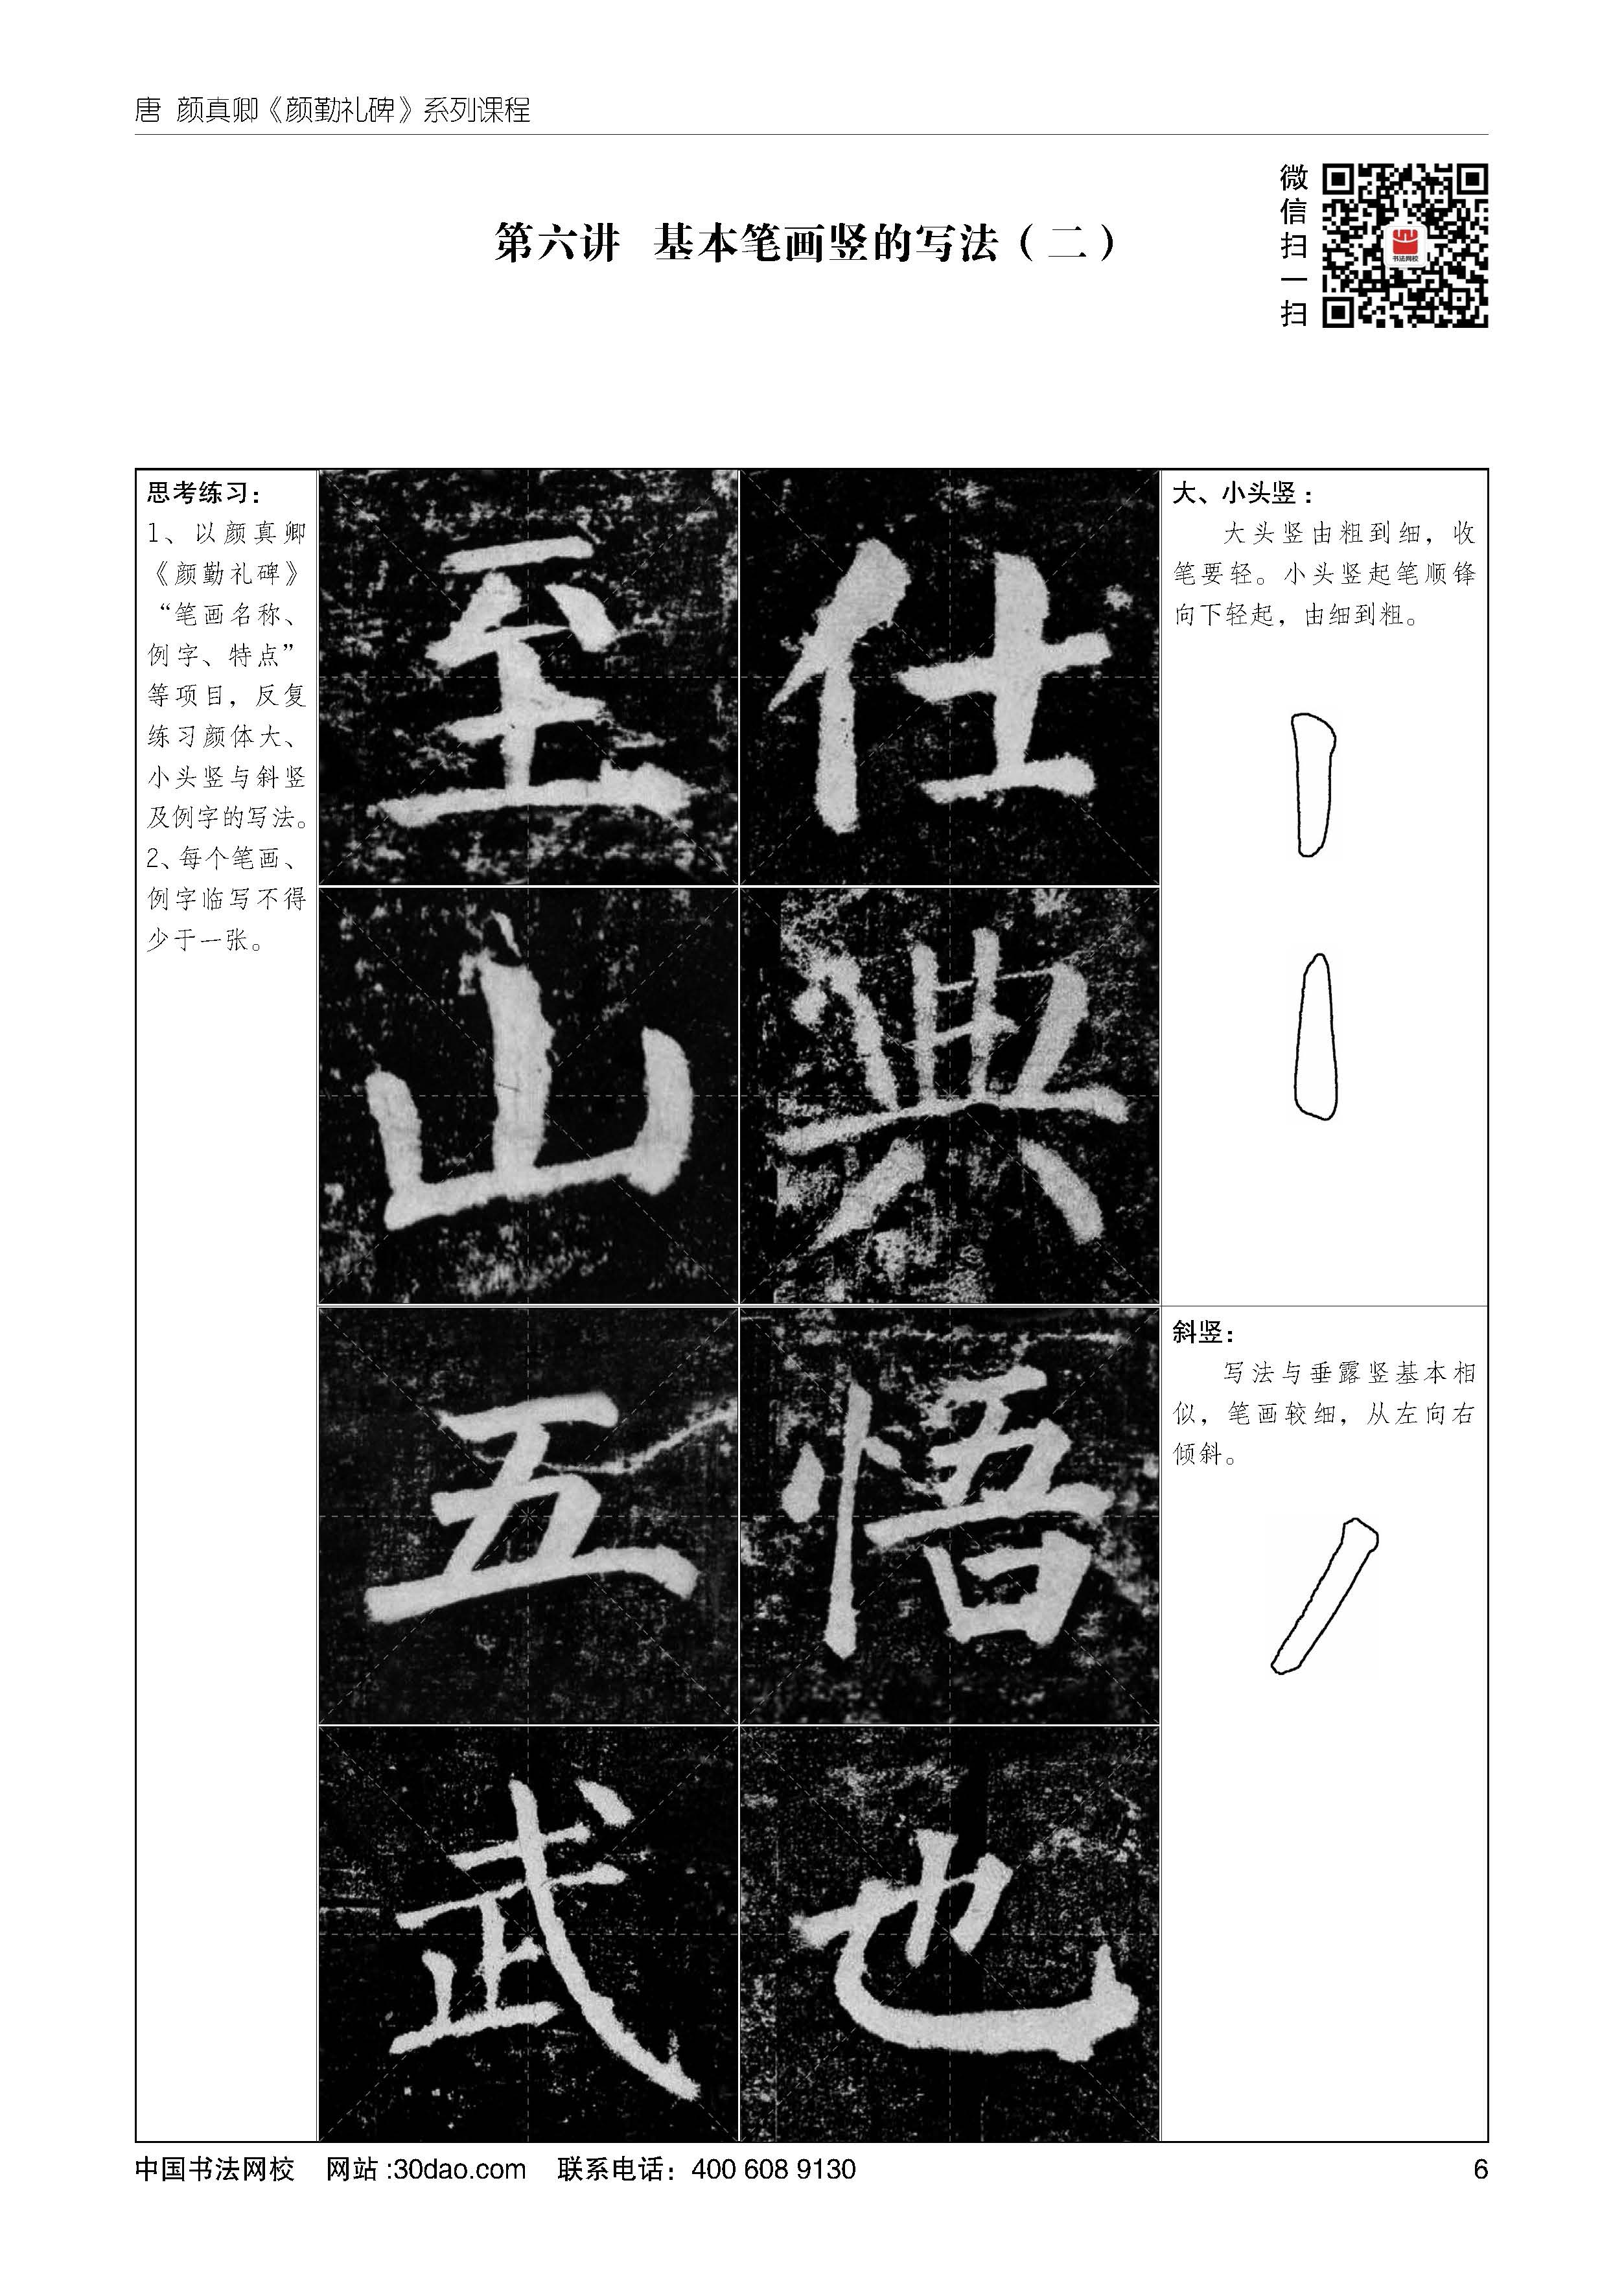 唐 颜真卿《颜勤礼碑》系列课程
第六讲 基本笔画竖的写法（二）
微信扫一扫
书法网校
思考练习：
1、以颜真卿
《颜勤礼碑》
“笔画名称、
例字、特点”
等项目，反复
练习颜体大、
小头竖与斜竖
及例字的写法。
2、每个笔画、
例字临写不得
少于一张。
至仕
山典
五悟
武也
大、小头竖：
大头竖由粗到细，收
笔要轻。小头竖起笔顺锋
向下轻起，由细到粗。
斜竖：
写法与垂露竖基本相
似，笔画较细，从左向右
倾斜。
中国书法网校 网站:30dao.com 联系电话：400 608 9130
6